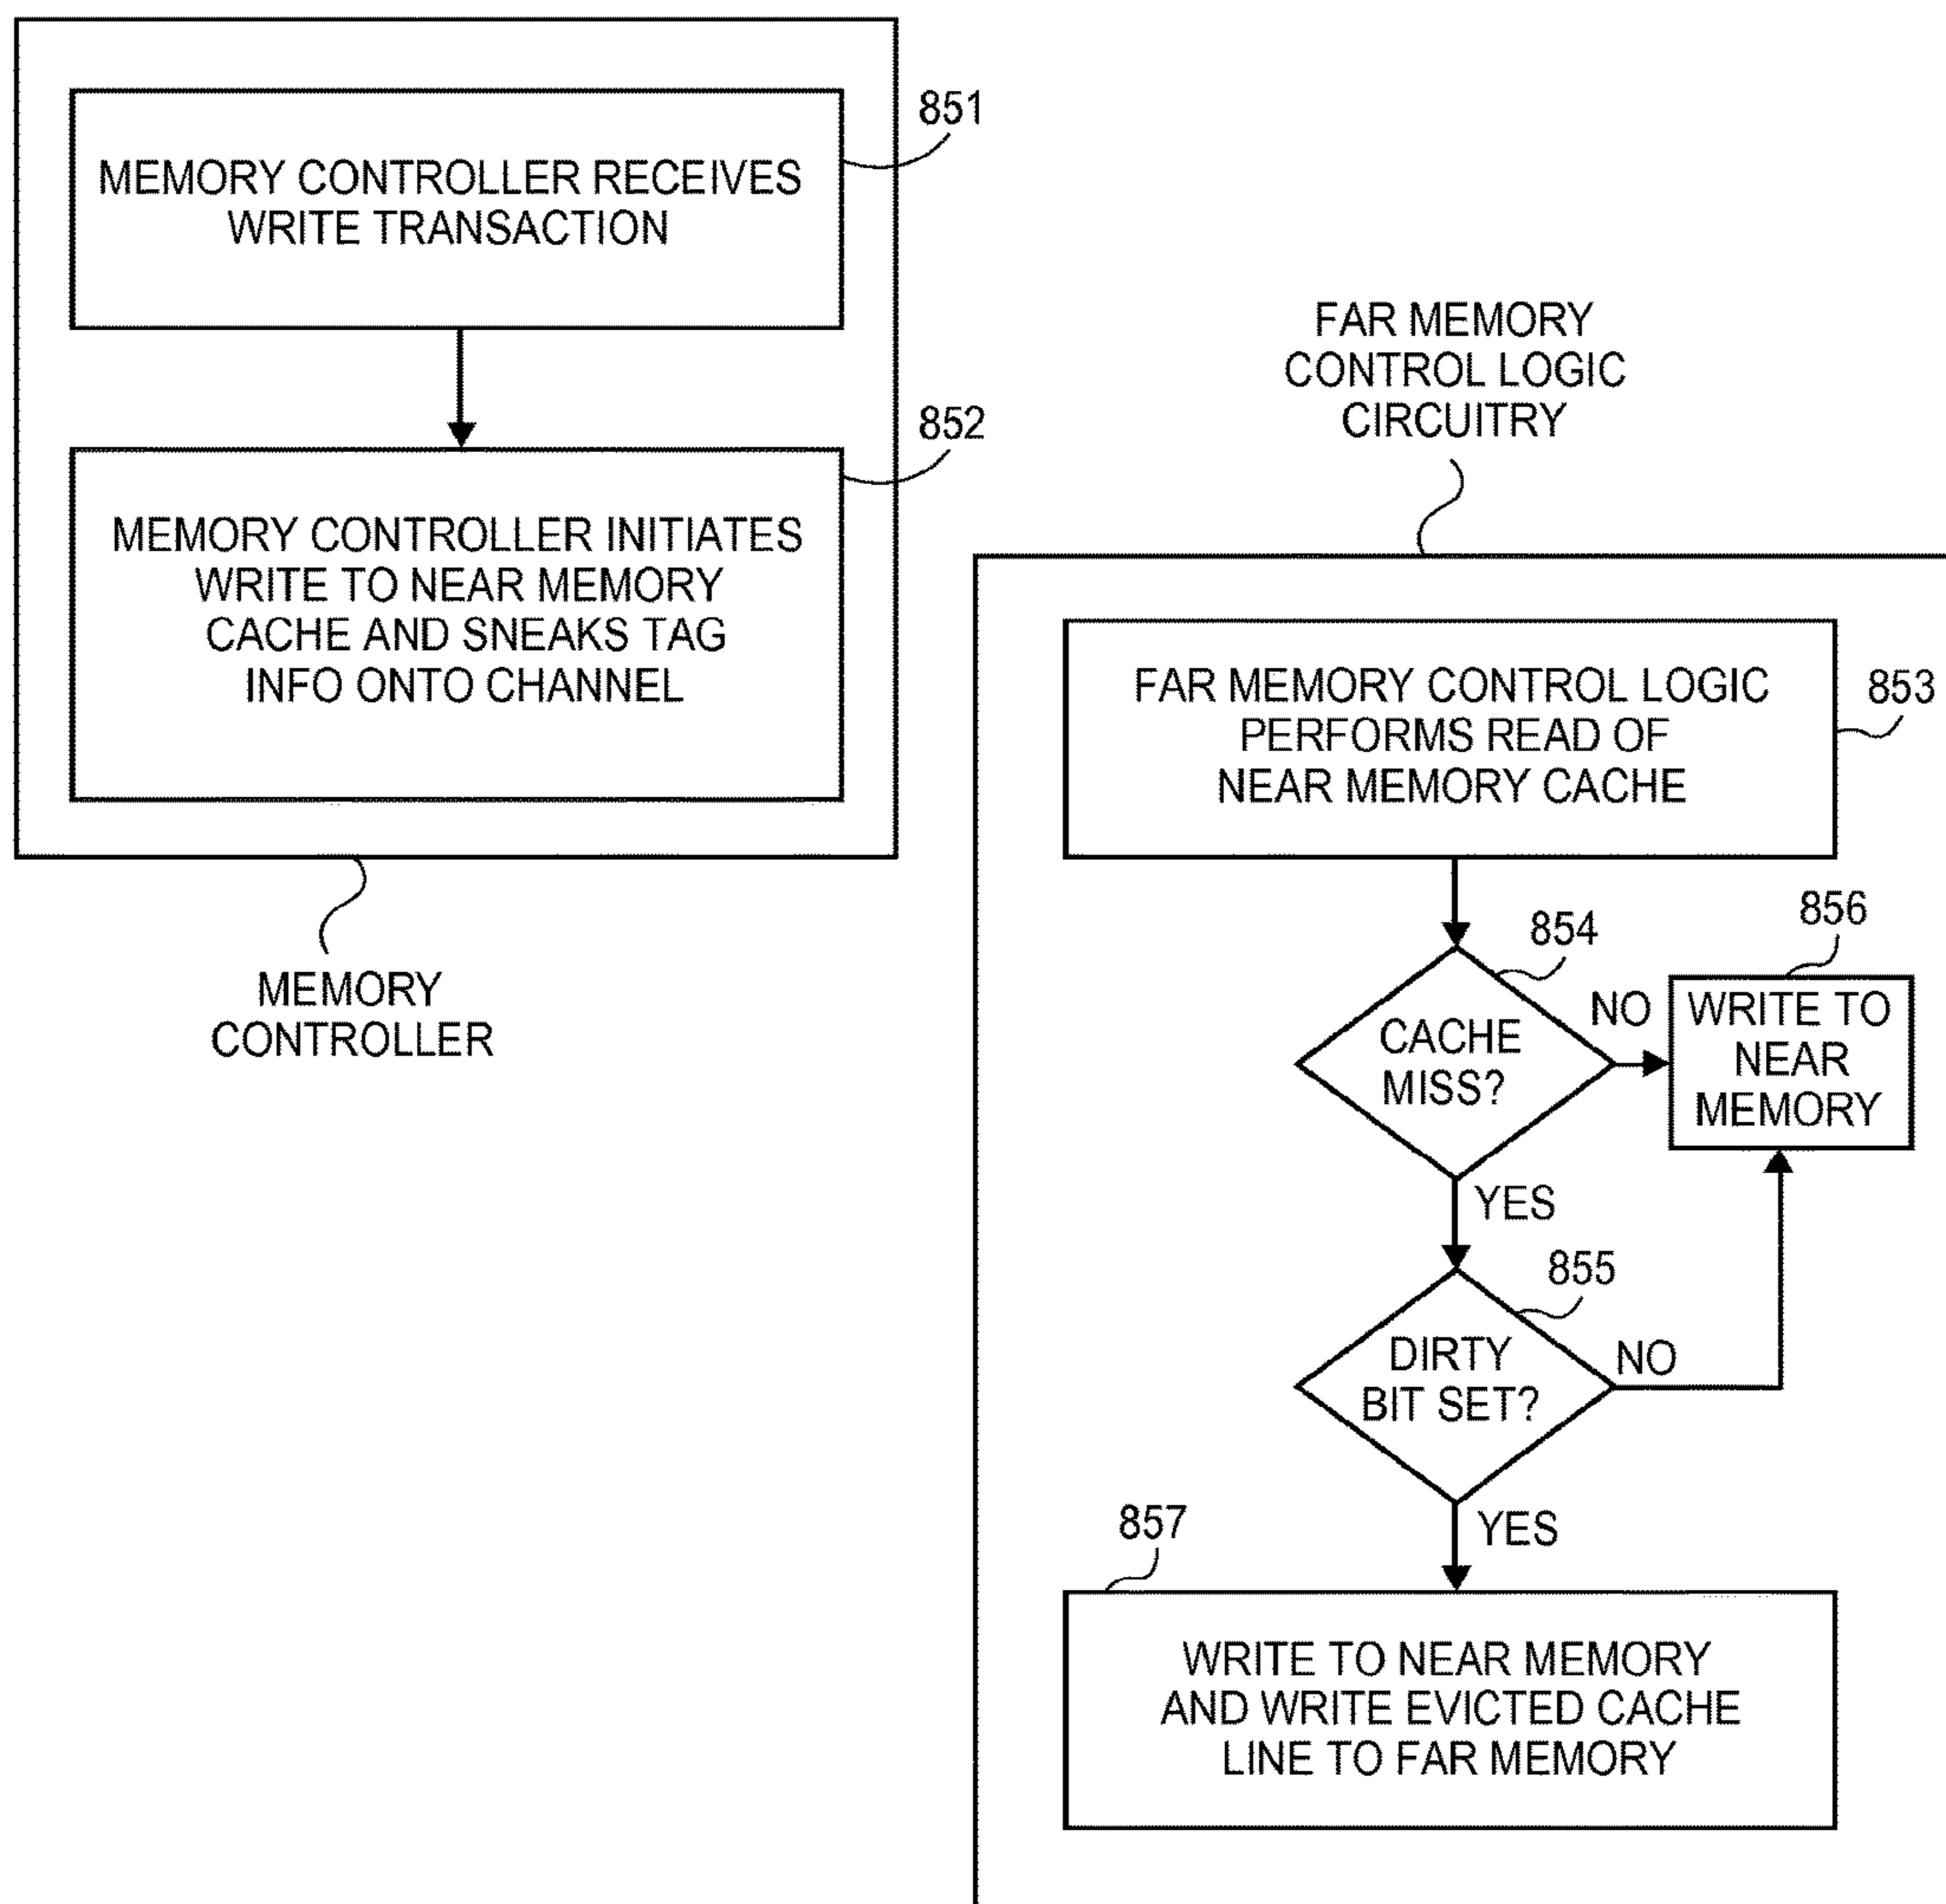 851
MEMORY CONTROLLER RECEIVES
WRITE TRANSACTION
852
MEMORY CONTROLLER INITIATES
WRITE TO NEAR MEMORY
CACHE AND SNEAKS TAG
INFO ONTO CHANNEL
MEMORY
CONTROLLER
FAR MEMORY
CONTROL LOGIC
CIRCUITRY
FAR MEMORY CONTROL LOGIC
PERFORMS READ OF
NEAR MEMORY CACHE
853
854
CACHE
MISS?
NO
856
WRITE TO
NEAR
MEMORY
YES
855
DIRTY
BIT SET?
NO
YES
857
WRITE TO NEAR MEMORY
AND WRITE EVICTED CACHE
LINE TO FAR MEMORY